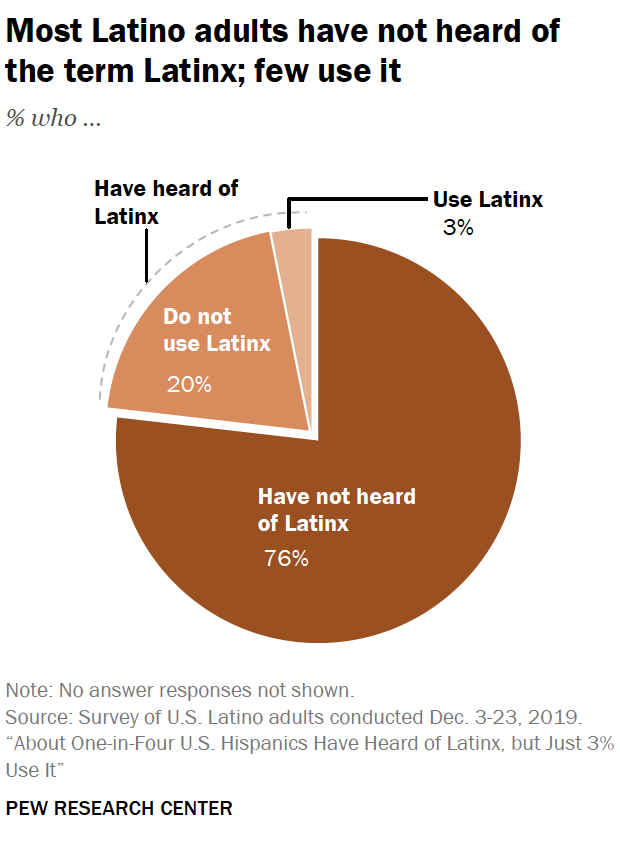 Most Latino adults have not heard of
the term Latinx; few use it
% who ...
Have heard of
Latinx
Use Latinx
3%
Do not
use Latinx
20%
Have not heard
of Latinx
76%
Note: No answer responses not shown.
Source: Survey of U.S. Latino adults conducted Dec. 3-23, 2019.
“About One-in-Four U.S. Hispanics Have Heard of Latinx, but Just 3%
Use It”
PEW RESEARCH CENTER